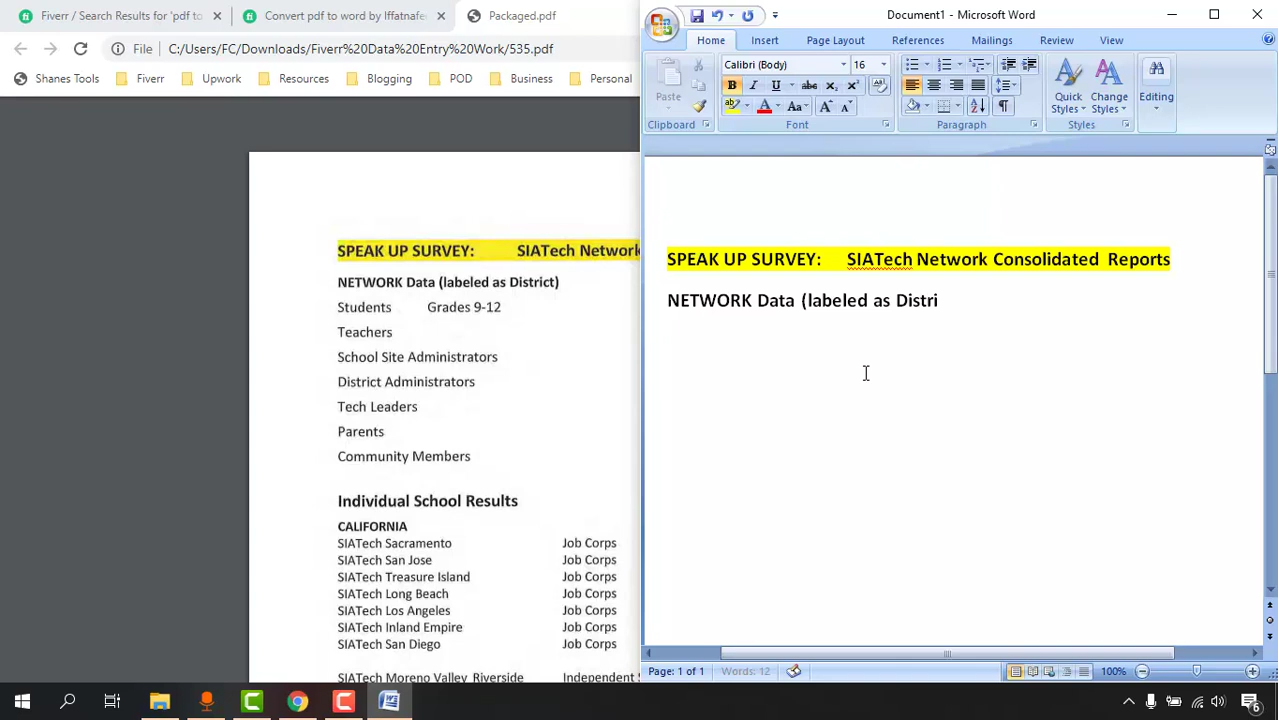 Fiverr / Search Results for 'pdf to
Convert pdf to word by Iffatnafe
Packaged.pdf
Document1 - Microsoft Word
File
C:/Users/FC/Downloads/Fiverr%20Data%20Entry%20Work/535.pdf
Home Insert Page Layout References Mailings Review View
Shanes Tools Fiverr Upwork Resources Blogging POD Business Personal
Calibri (Body) 16
Paste
Quick Styles
Change Styles
Editing
Clipboard Font Paragraph Styles
SPEAK UP SURVEY: SIATech Network
NETWORK Data (labeled as District)
Students Grades 9-12
Teachers
School Site Administrators
District Administrators
Tech Leaders
Parents
Community Members
Individual School Results
CALIFORNIA
SIATech Sacramento Job Corps
SIATech San Jose Job Corps
SIATech Treasure Island Job Corps
SIATech Long Beach Job Corps
SIATech Los Angeles Job Corps
SIATech Inland Empire Job Corps
SIATech San Diego Job Corps
SIATech Moreno Valley, Riverside Independent S
SPEAK UP SURVEY: SIATech Network Consolidated Reports
NETWORK Data (labeled as Distri
Page: 1 of 1 Words: 12 100%
6